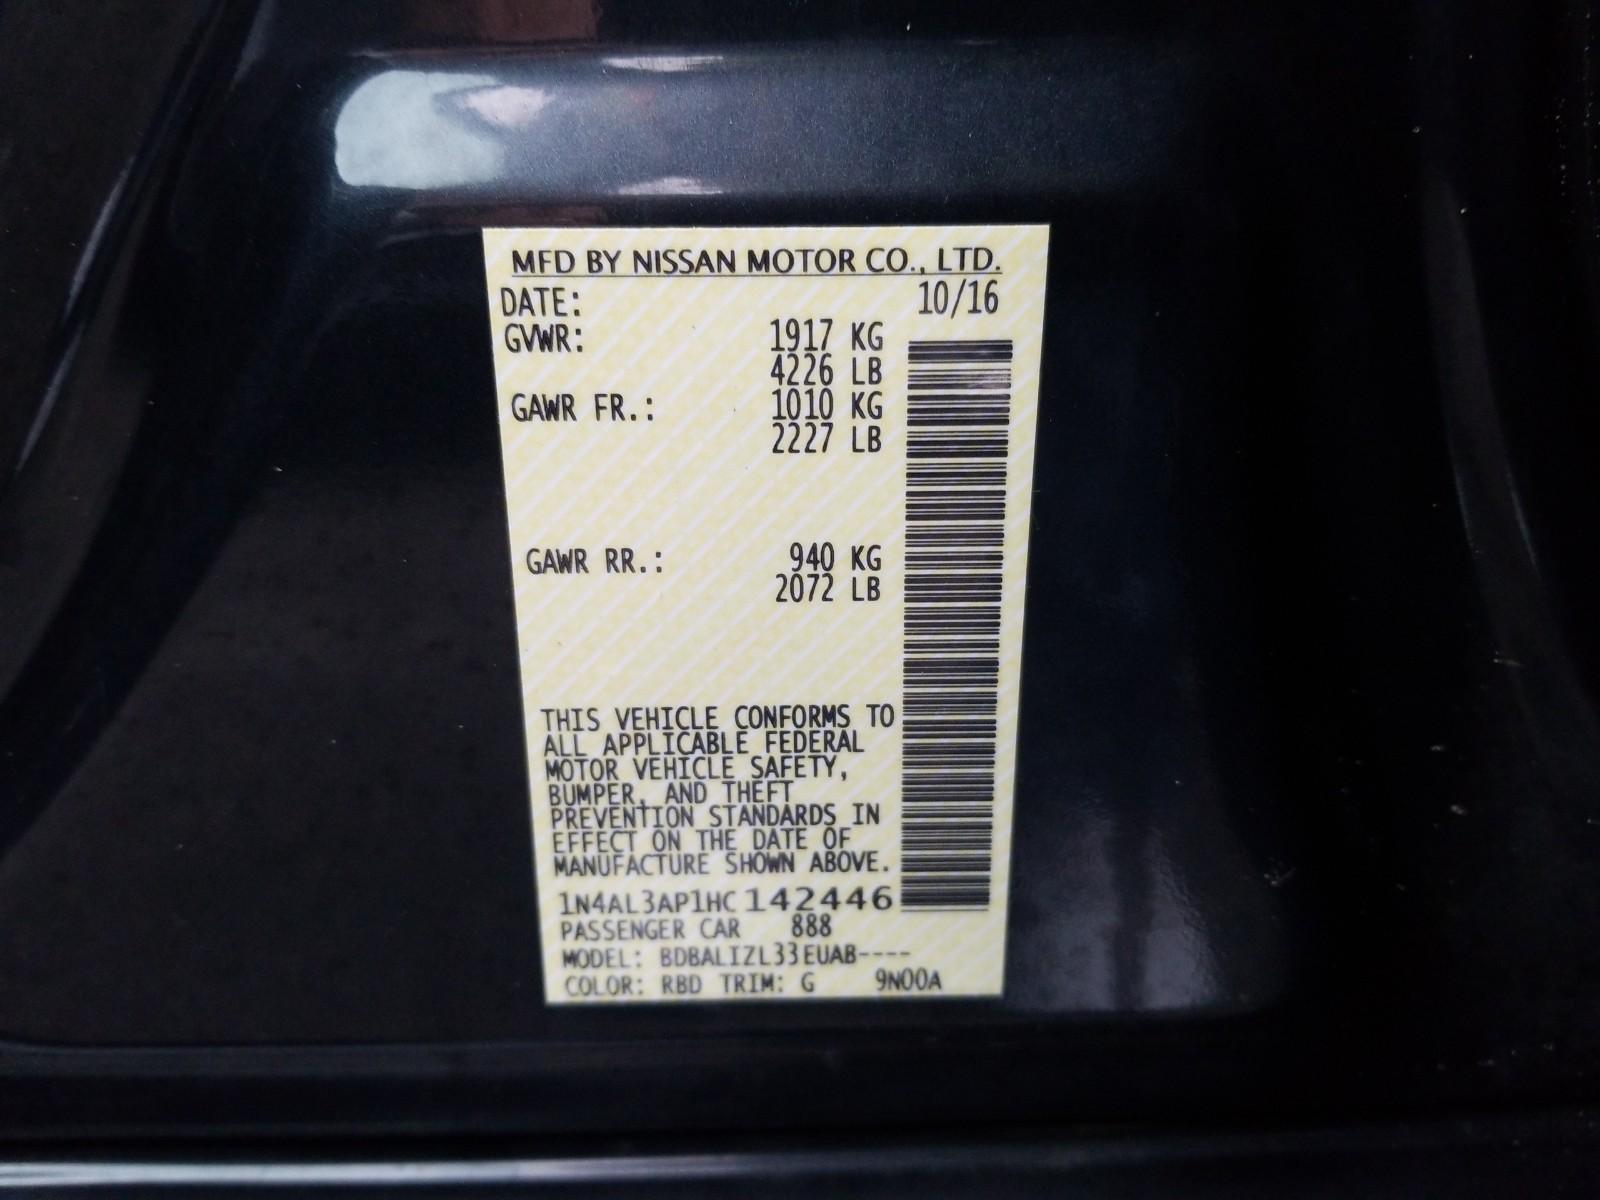 MFD BY NISSAN MOTOR CO., LTD.
DATE: 10/16
GVWR: 1917 KG
4226 LB
GAWR FR.: 1010 KG
2227 LB
GAWR RR.: 940 KG
2072 LB
THIS VEHICLE CONFORMS TO
ALL APPLICABLE FEDERAL
MOTOR VEHICLE SAFETY,
BUMPER, AND THEFT
PREVENTION STANDARDS IN
EFFECT ON THE DATE OF
MANUFACTURE SHOWN ABOVE.
1N4AL3AP1HC142446
PASSENGER CAR 888
MODEL: BDBALIZL33EUAB----
COLOR: RBD TRIM: G 9N00A